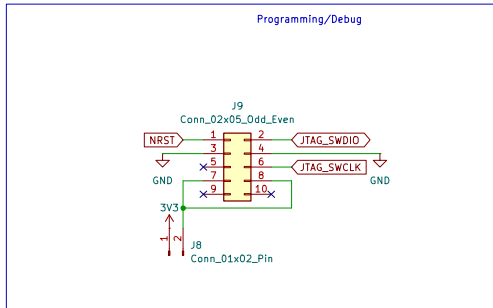 Programming/Debug
J9
Conn_02x05_Odd_Even
NRST 1 2 JTAG_SWDIO
3 4
5 6 JTAG_SWCLK
GND 7 8 GND
9 10
3V3
1 2 J8
Conn_01x02_Pin